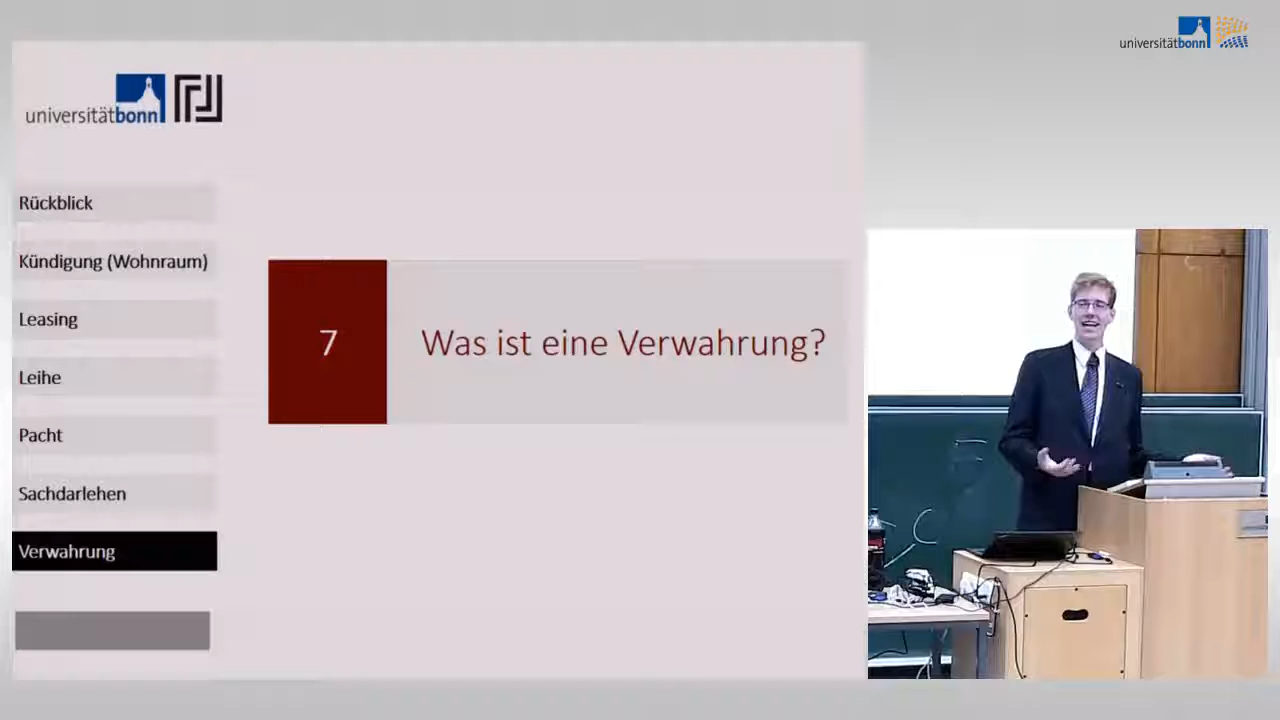 universitätbonn
universitätbonn
Rückblick
Kündigung (Wohnraum)
Leasing
Leihe
Pacht
Sachdarlehen
Verwahrung
7
Was ist eine Verwahrung?